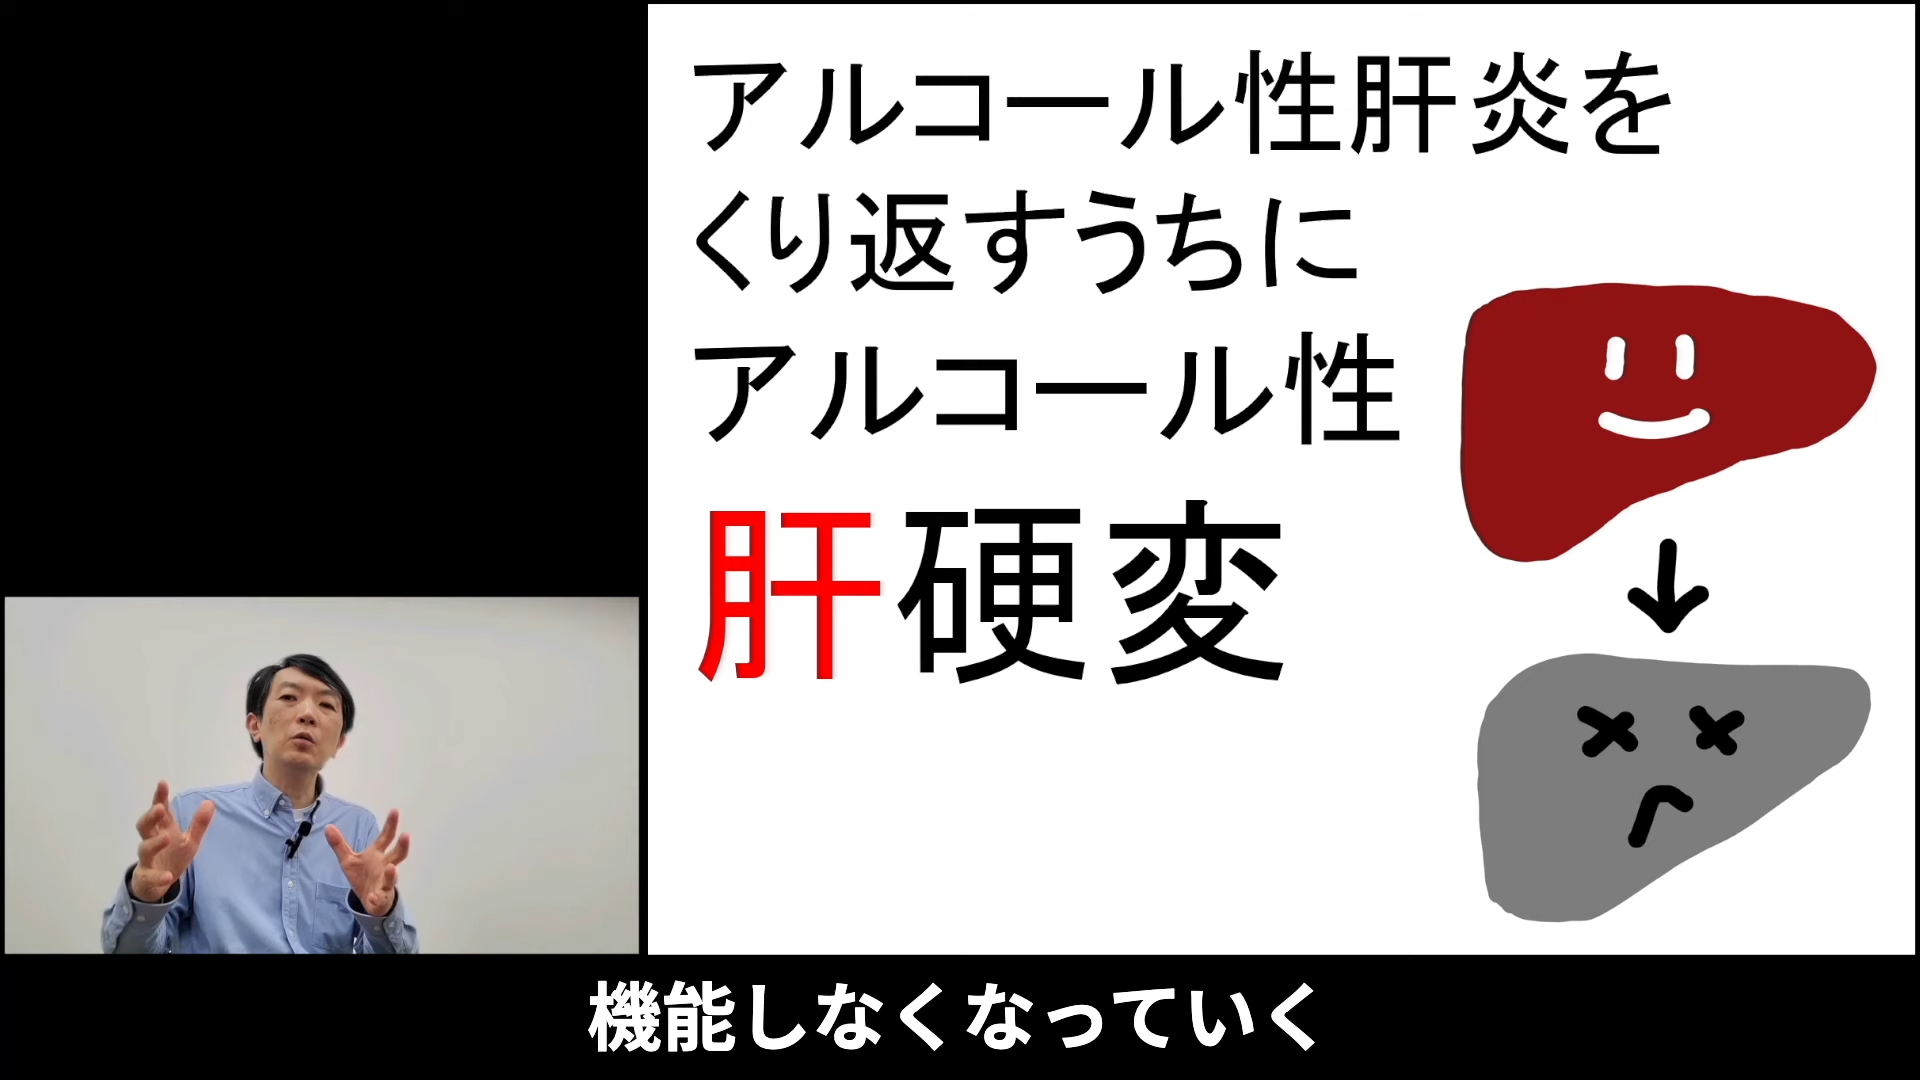 アルコール性肝炎を
くり返すうちに
アルコール性
肝硬変
機能しなくなっていく